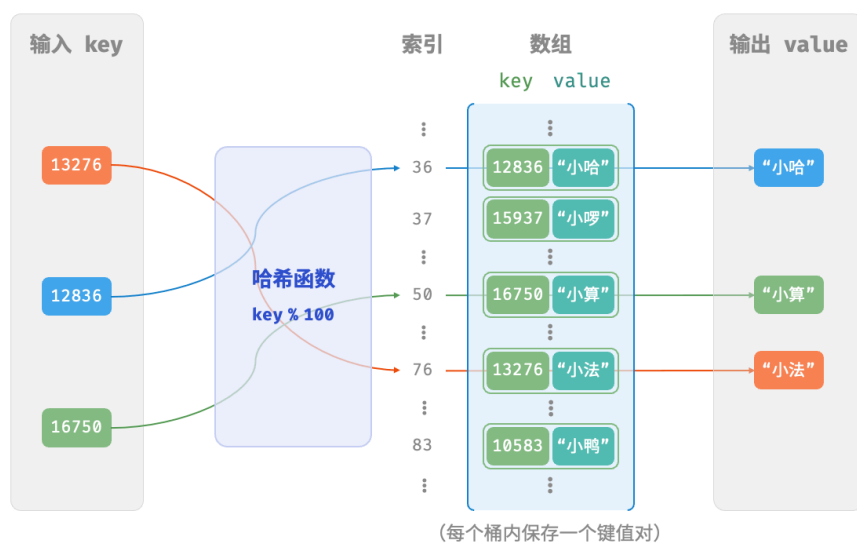 输入 key
索引
数组
输出 value
key value
13276
12836
16750
哈希函数
key % 100
36
12836 “小哈”
“小哈”
37
15937 “小啰”
50
16750 “小算”
“小算”
76
13276 “小法”
“小法”
83
10583 “小鸭”
（每个桶内保存一个键值对）